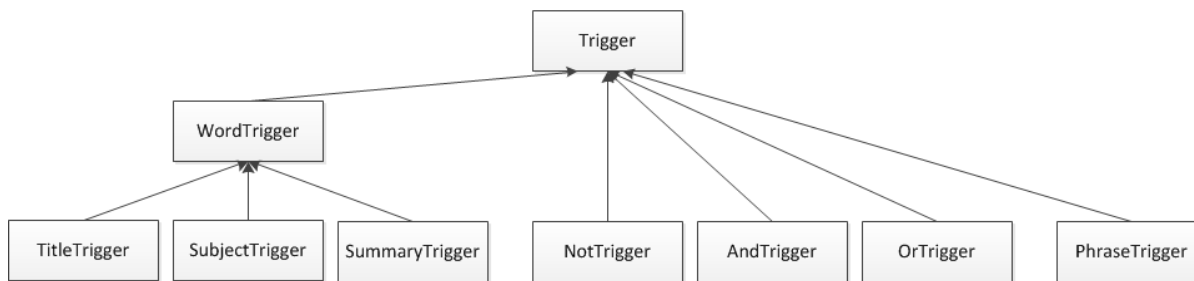 Trigger
WordTrigger
TitleTrigger
SubjectTrigger
SummaryTrigger
NotTrigger
AndTrigger
OrTrigger
PhraseTrigger